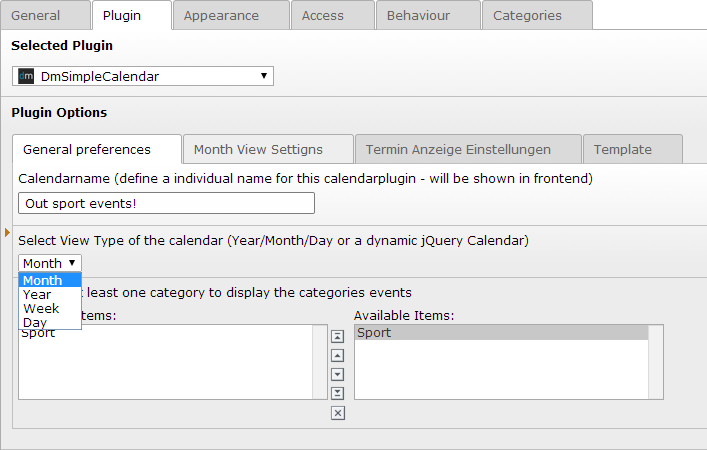 General Plugin Appearance Access Behaviour Categories
Selected Plugin
dm DmSimpleCalendar
Plugin Options
General preferences Month View Settigns Termin Anzeige Einstellungen Template
Calendarname (define a individual name for this calendarplugin - will be shown in frontend)
Out sport events!
Select View Type of the calendar (Year/Month/Day or a dynamic jQuery Calendar)
Month
Month
Year
Week
Day
t least one category to display the categories events
tems: Available Items:
Sport Sport